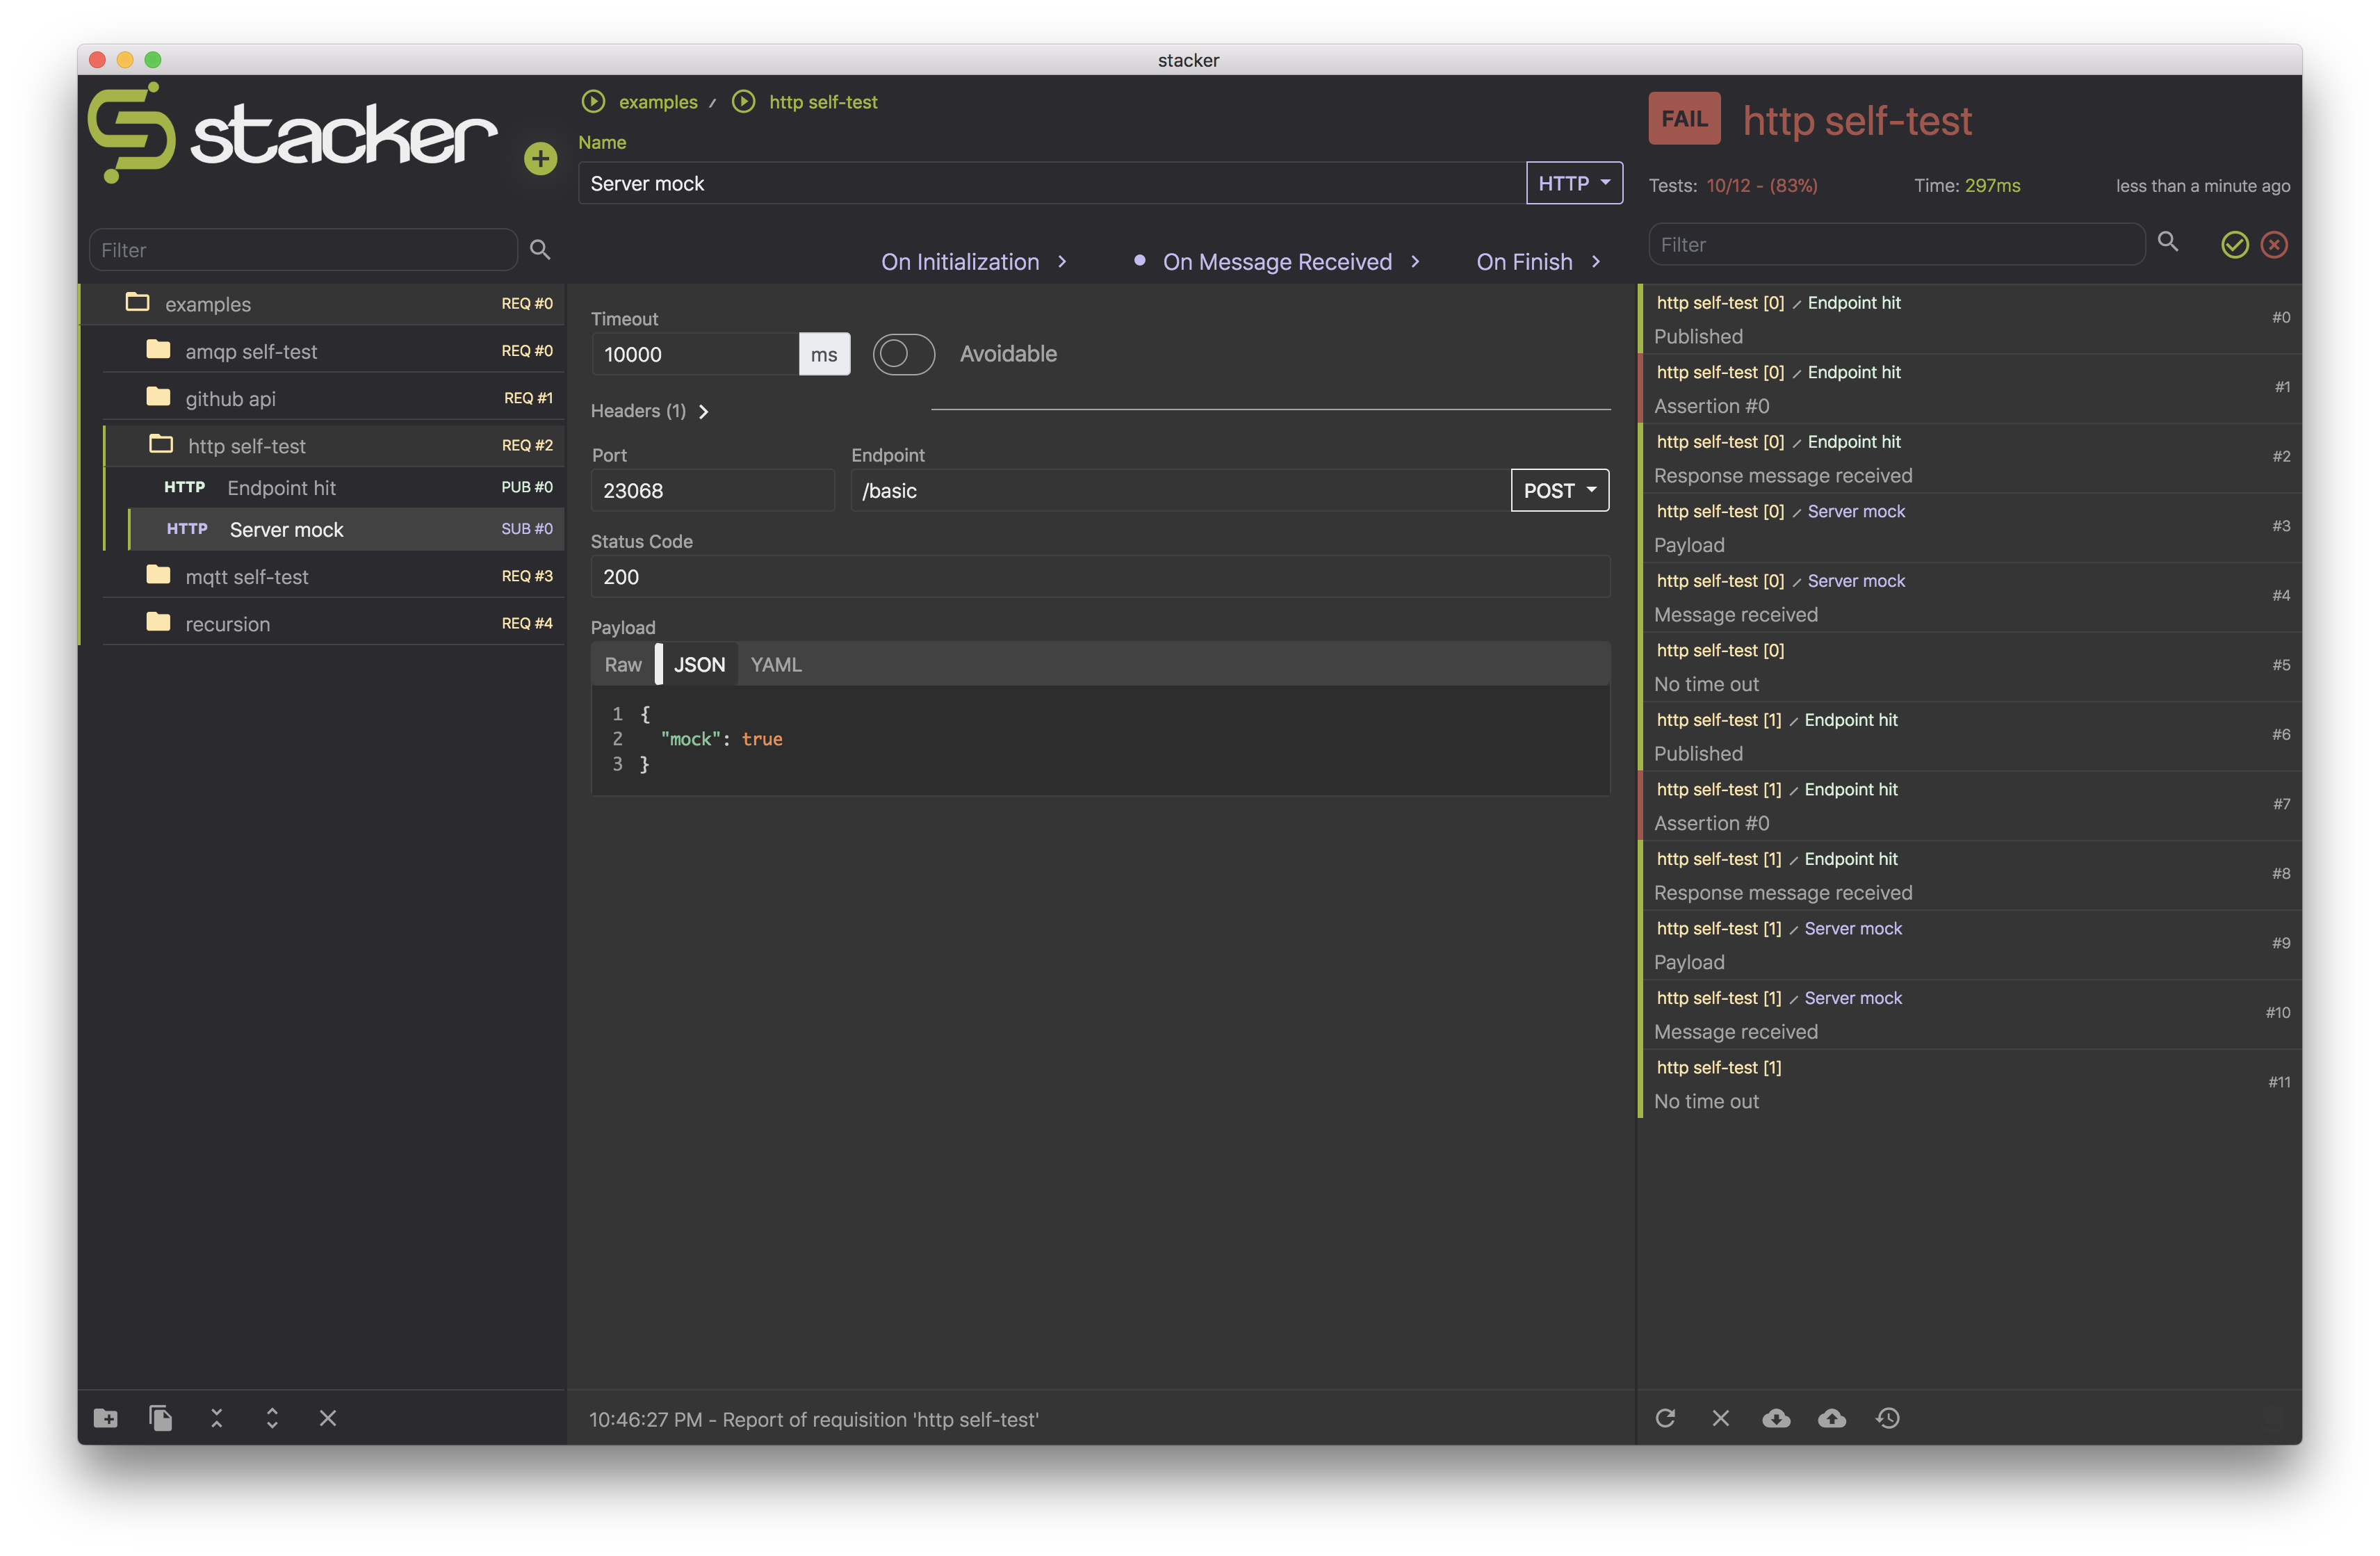 stacker
stacker
Filter
examples REQ #0
amqp self-test REQ #0
github api REQ #1
http self-test REQ #2
HTTP Endpoint hit PUB #0
HTTP Server mock SUB #0
mqtt self-test REQ #3
recursion REQ #4
examples / http self-test
Name
Server mock HTTP
On Initialization On Message Received On Finish
Timeout
10000 ms Avoidable
Headers (1)
Port Endpoint
23068 /basic POST
Status Code
200
Payload
Raw JSON YAML
1 {
2 "mock": true
3 }
10:46:27 PM - Report of requisition 'http self-test'
FAIL http self-test
Tests: 10/12 - (83%) Time: 297ms less than a minute ago
Filter
http self-test [0] / Endpoint hit #0
Published
http self-test [0] / Endpoint hit #1
Assertion #0
http self-test [0] / Endpoint hit #2
Response message received
http self-test [0] / Server mock #3
Payload
http self-test [0] / Server mock #4
Message received
http self-test [0] #5
No time out
http self-test [1] / Endpoint hit #6
Published
http self-test [1] / Endpoint hit #7
Assertion #0
http self-test [1] / Endpoint hit #8
Response message received
http self-test [1] / Server mock #9
Payload
http self-test [1] / Server mock #10
Message received
http self-test [1] #11
No time out